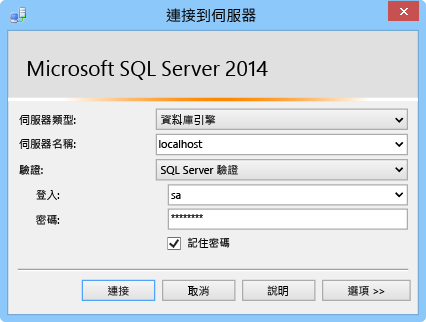 連接到伺服器
Microsoft SQL Server 2014
伺服器類型: 資料庫引擎
伺服器名稱: localhost
驗證: SQL Server 驗證
登入: sa
密碼: ********
記住密碼
連接 取消 說明 選項 >>